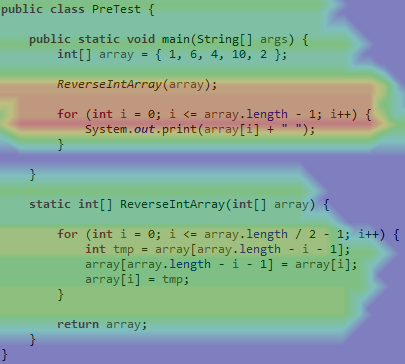 public class PreTest {
public static void main(String[] args) {
int[] array = { 1, 6, 4, 10, 2 };
ReverseIntArray(array);
for (int i = 0; i <= array.length - 1; i++) {
System.out.print(array[i] + " ");
}
}
static int[] ReverseIntArray(int[] array) {
for (int i = 0; i <= array.length / 2 - 1; i++) {
int tmp = array[array.length - i - 1];
array[array.length - i - 1] = array[i];
array[i] = tmp;
}
return array;
}
}